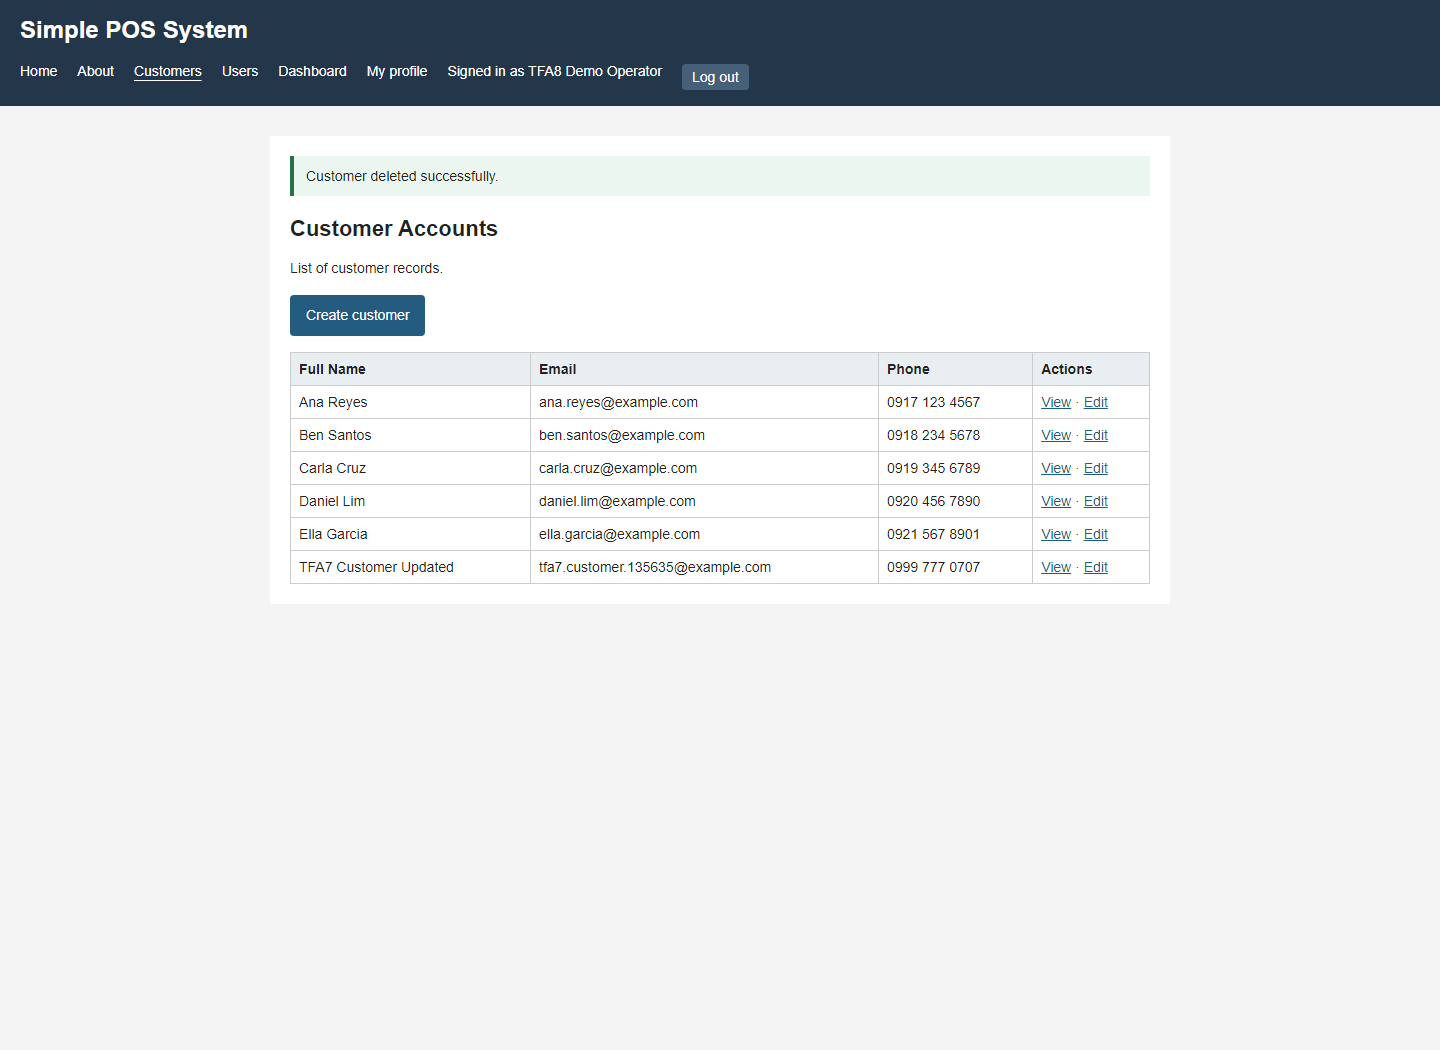 Simple POS System
Home About Customers Users Dashboard My profile Signed in as TFA8 Demo Operator Log out
Customer deleted successfully.
Customer Accounts
List of customer records.
Create customer
Full Name Email Phone Actions
Ana Reyes ana.reyes@example.com 0917 123 4567 View · Edit
Ben Santos ben.santos@example.com 0918 234 5678 View · Edit
Carla Cruz carla.cruz@example.com 0919 345 6789 View · Edit
Daniel Lim daniel.lim@example.com 0920 456 7890 View · Edit
Ella Garcia ella.garcia@example.com 0921 567 8901 View · Edit
TFA7 Customer Updated tfa7.customer.135635@example.com 0999 777 0707 View · Edit